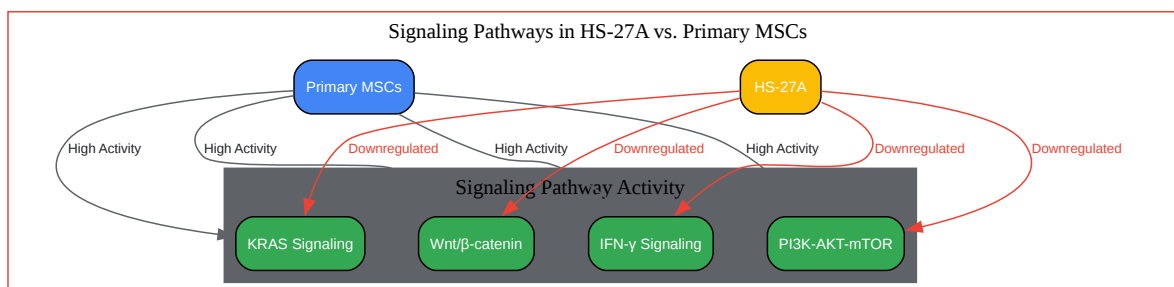 Signaling Pathways in HS-27A vs. Primary MSCs
Primary MSCs
HS-27A
High Activity
High Activity
Downregulated
High Activity
Downregulated
High Activity
Downregulated
Downregulated
Signaling Pathway Activity
KRAS Signaling
Wnt/β-catenin
IFN-γ Signaling
PI3K-AKT-mTOR